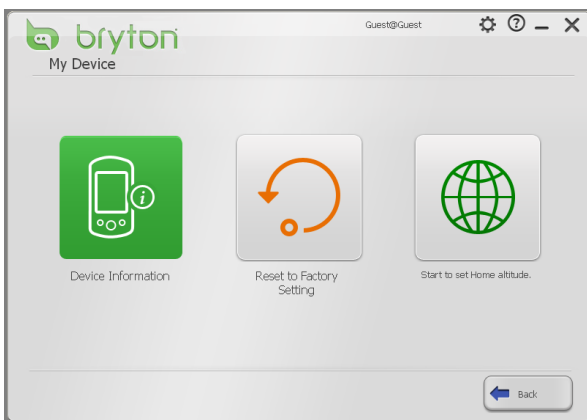 Guest@Guest
bryton
My Device
Device Information
Reset to Factory
Setting
Start to set Home altitude.
Back